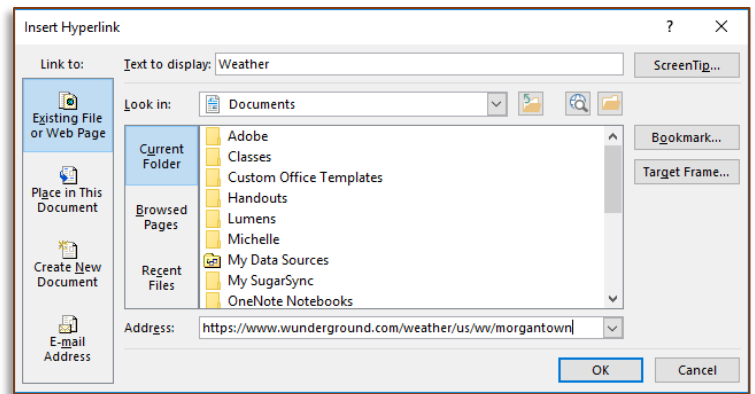 Insert Hyperlink
?
Link to:
Text to display: Weather
ScreenTip...
Existing File
or Web Page
Place in This
Document
Create New
Document
E-mail
Address
Look in:
Documents
Current
Folder
Browsed
Pages
Recent
Files
Adobe
Classes
Custom Office Templates
Handouts
Lumens
Michelle
My Data Sources
My SugarSync
OneNote Notebooks
Bookmark...
Target Frame...
Address: https://www.wunderground.com/weather/us/wv/morgantown
OK
Cancel